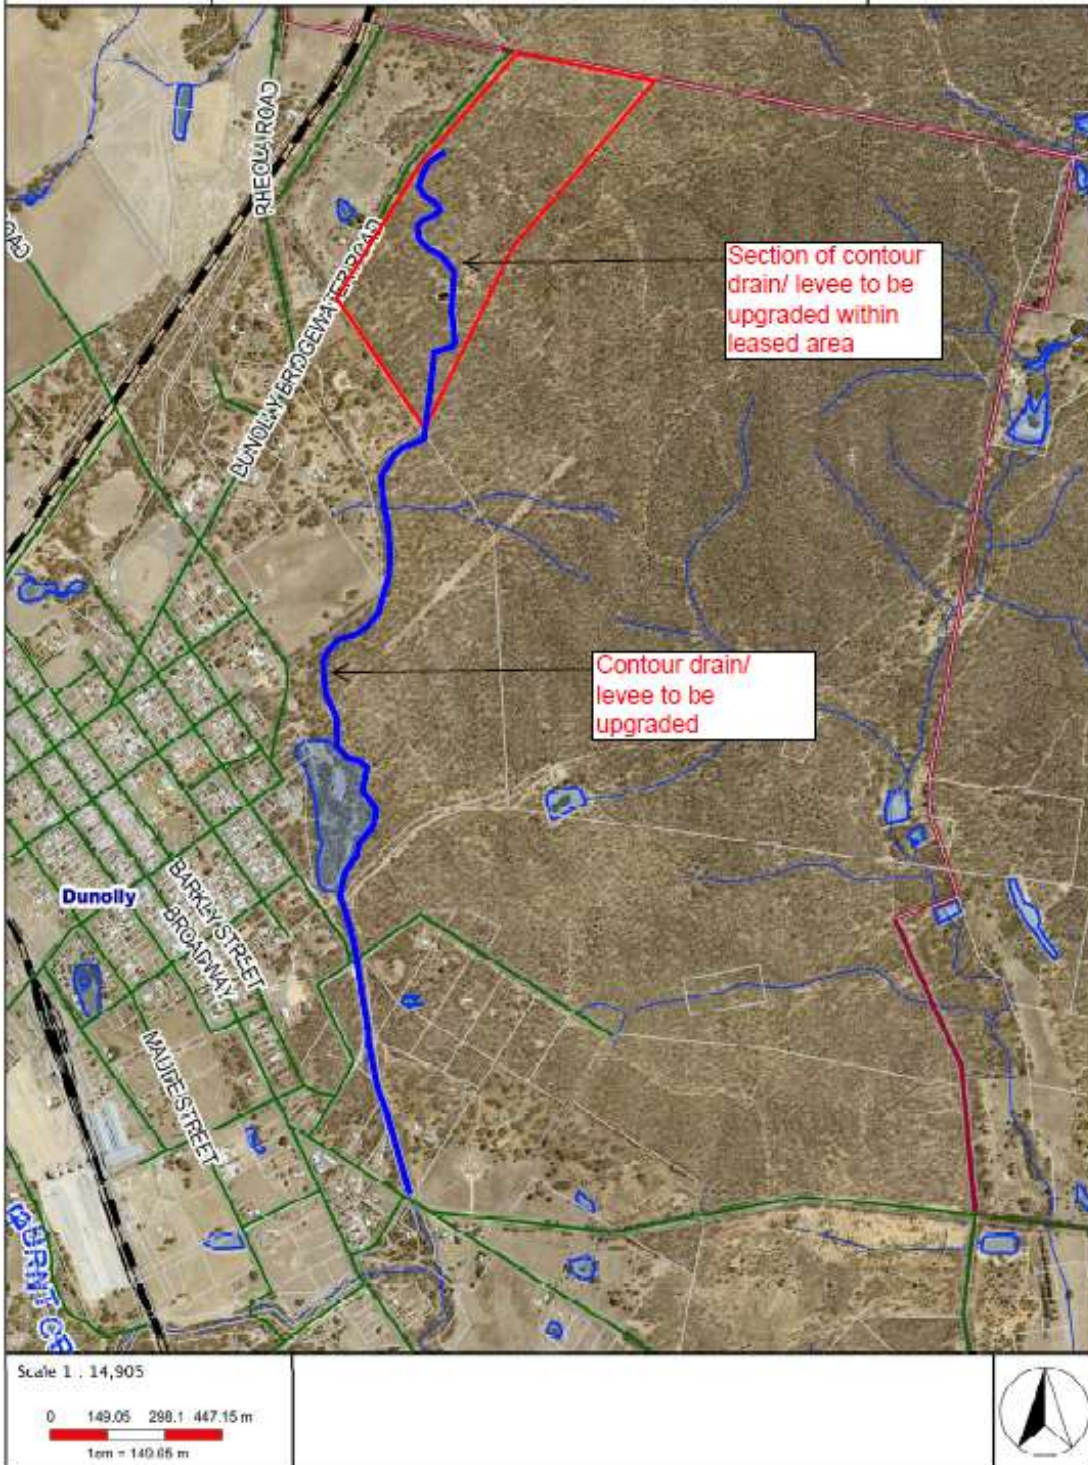 RHEOLA ROAD
OAD
DUNOLLY BRIDGEWATER ROAD
Section of contour
drain/ levee to be
upgraded within
leased area
Contour drain/
levee to be
upgraded
Dunolly
BARKLY STREET
BROADWAY
MAUDE STREET
Scale 1 : 14,905
0 149.05 298.1 447.15 m
1cm = 149.05 m